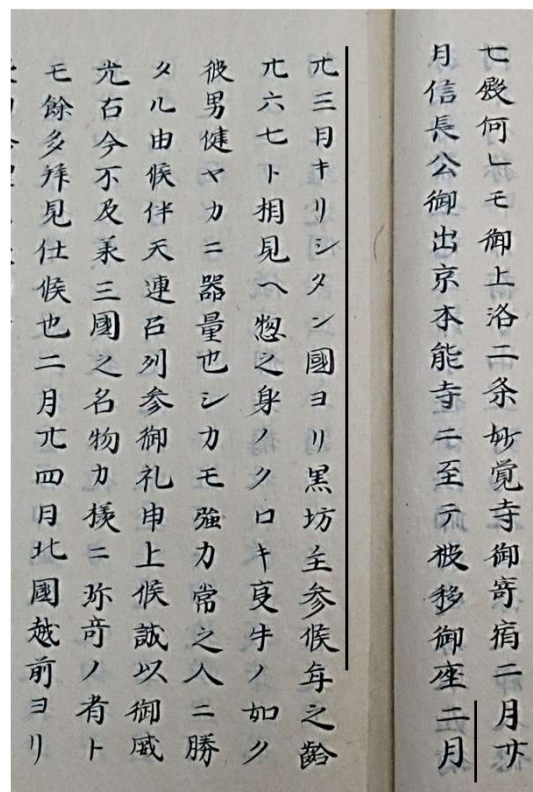 七殿何レモ御上洛二条妙覚寺御寄宿二月廿
月信長公御出京本能寺ニ至テ被移御座二月
廿三日キリシタン國ヨリ黒坊主参候年之齢
廿六七ト相見ヘ惣之身ノクロキ叓牛ノ如ク
彼男健ヤカニ器量也シカモ強力常之人ニ勝
タル由候伴天連召列参御礼申上候誠以御威
光古今不及承三國之名物カ様ニ珎奇ノ者ト
モ餘多拜見仕候也二月廿四日北國越前ヨリ